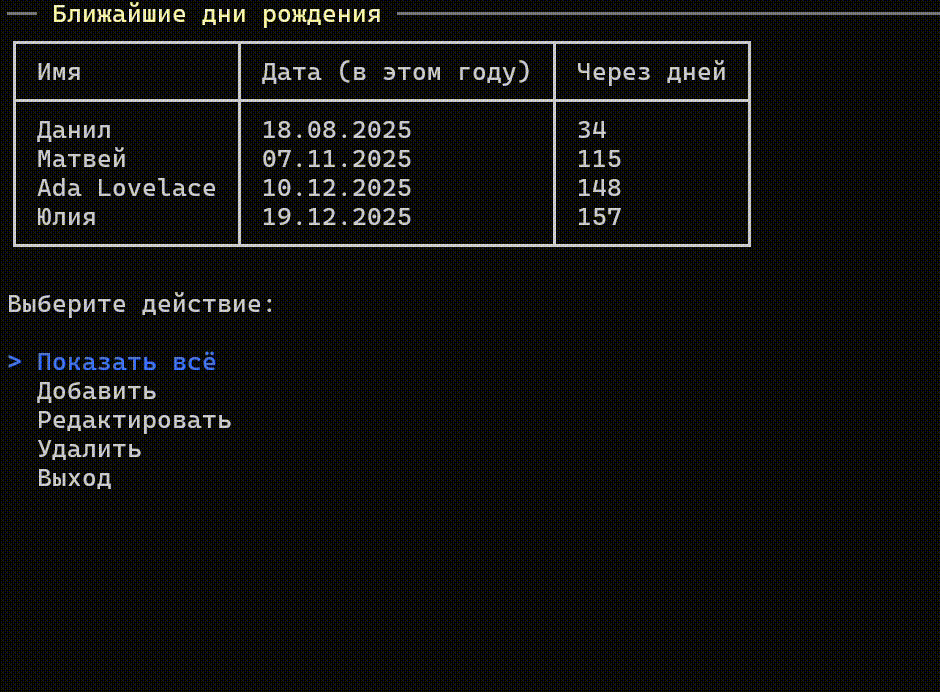 Ближайшие дни рождения
Имя Дата (в этом году) Через дней
Данил 18.08.2025 34
Матвей 07.11.2025 115
Ada Lovelace 10.12.2025 148
Юлия 19.12.2025 157
Выберите действие:
> Показать всё
Добавить
Редактировать
Удалить
Выход